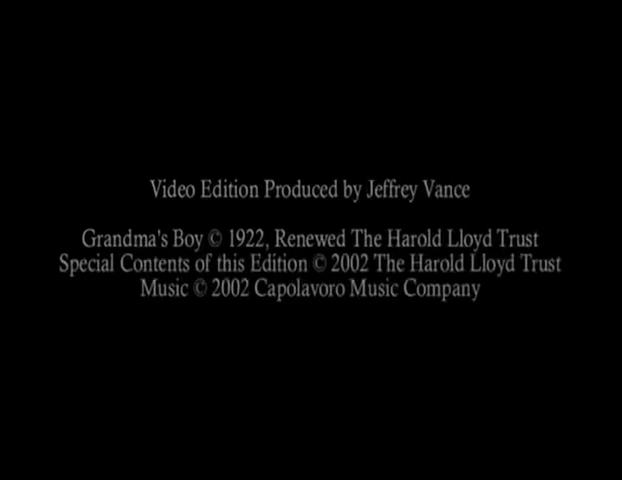 Video Edition Produced by Jeffrey Vance
Grandma's Boy © 1922, Renewed The Harold Lloyd Trust
Special Contents of this Edition © 2002 The Harold Lloyd Trust
Music © 2002 Capolavoro Music Company